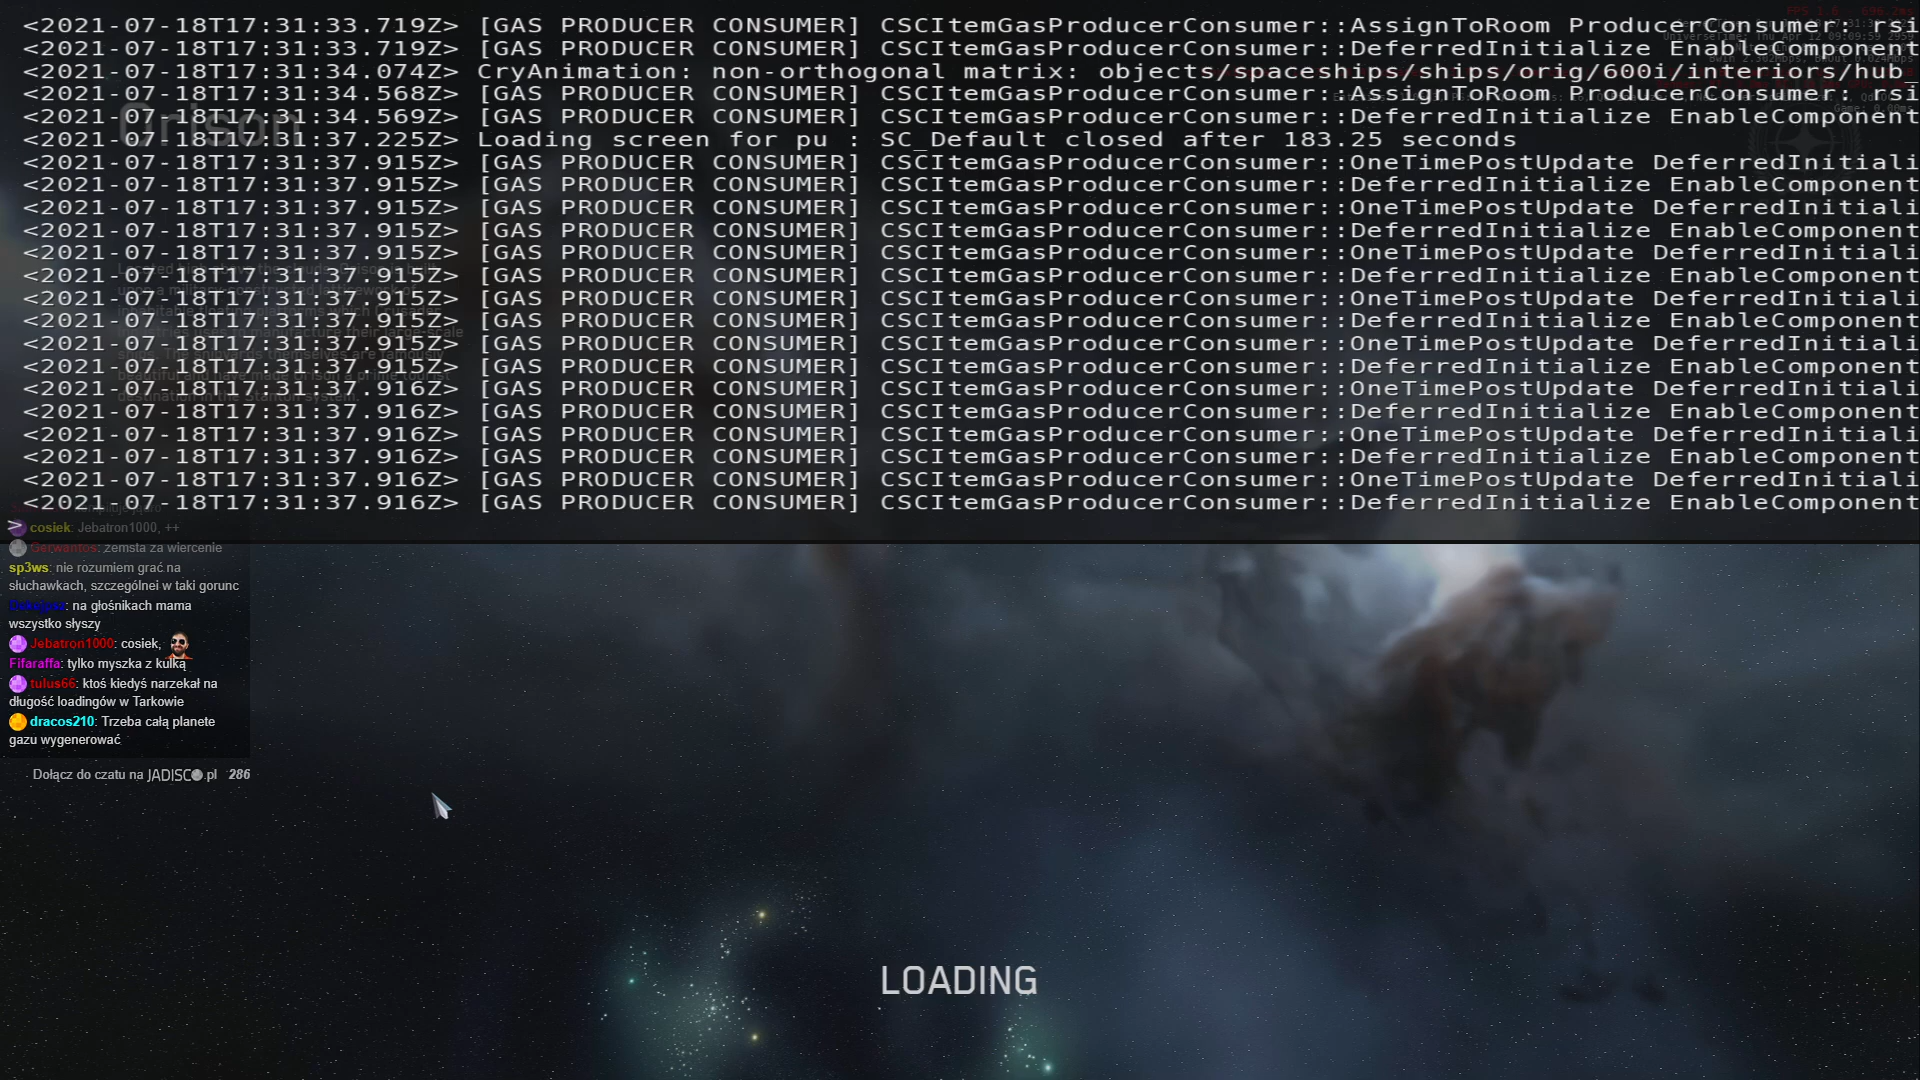 <2021-07-18T17:31:33.719Z> [GAS PRODUCER CONSUMER] CSCItemGasProducerConsumer::AssignToRoom ProducerConsumer: rsi
<2021-07-18T17:31:33.719Z> [GAS PRODUCER CONSUMER] CSCItemGasProducerConsumer::DeferredInitialize EnableComponent
<2021-07-18T17:31:34.074Z> CryAnimation: non-orthogonal matrix: objects/spaceships/ships/orig/600i/interiors/hub_
<2021-07-18T17:31:34.568Z> [GAS PRODUCER CONSUMER] CSCItemGasProducerConsumer::AssignToRoom ProducerConsumer: rsi
<2021-07-18T17:31:34.569Z> [GAS PRODUCER CONSUMER] CSCItemGasProducerConsumer::DeferredInitialize EnableComponent
Orison
<2021-07-18T17:31:37.225Z> Loading screen for pu : SC_Default closed after 183.25 seconds
<2021-07-18T17:31:37.915Z> [GAS PRODUCER CONSUMER] CSCItemGasProducerConsumer::OneTimePostUpdate DeferredInitiali
<2021-07-18T17:31:37.915Z> [GAS PRODUCER CONSUMER] CSCItemGasProducerConsumer::DeferredInitialize EnableComponent
<2021-07-18T17:31:37.915Z> [GAS PRODUCER CONSUMER] CSCItemGasProducerConsumer::OneTimePostUpdate DeferredInitiali
<2021-07-18T17:31:37.915Z> [GAS PRODUCER CONSUMER] CSCItemGasProducerConsumer::DeferredInitialize EnableComponent
<2021-07-18T17:31:37.915Z> [GAS PRODUCER CONSUMER] CSCItemGasProducerConsumer::OneTimePostUpdate DeferredInitiali
<2021-07-18T17:31:37.915Z> [GAS PRODUCER CONSUMER] CSCItemGasProducerConsumer::DeferredInitialize EnableComponent
<2021-07-18T17:31:37.915Z> [GAS PRODUCER CONSUMER] CSCItemGasProducerConsumer::OneTimePostUpdate DeferredInitiali
<2021-07-18T17:31:37.915Z> [GAS PRODUCER CONSUMER] CSCItemGasProducerConsumer::DeferredInitialize EnableComponent
<2021-07-18T17:31:37.915Z> [GAS PRODUCER CONSUMER] CSCItemGasProducerConsumer::OneTimePostUpdate DeferredInitiali
<2021-07-18T17:31:37.915Z> [GAS PRODUCER CONSUMER] CSCItemGasProducerConsumer::DeferredInitialize EnableComponent
<2021-07-18T17:31:37.916Z> [GAS PRODUCER CONSUMER] CSCItemGasProducerConsumer::OneTimePostUpdate DeferredInitiali
<2021-07-18T17:31:37.916Z> [GAS PRODUCER CONSUMER] CSCItemGasProducerConsumer::DeferredInitialize EnableComponent
<2021-07-18T17:31:37.916Z> [GAS PRODUCER CONSUMER] CSCItemGasProducerConsumer::OneTimePostUpdate DeferredInitiali
<2021-07-18T17:31:37.916Z> [GAS PRODUCER CONSUMER] CSCItemGasProducerConsumer::DeferredInitialize EnableComponent
<2021-07-18T17:31:37.916Z> [GAS PRODUCER CONSUMER] CSCItemGasProducerConsumer::OneTimePostUpdate DeferredInitiali
<2021-07-18T17:31:37.916Z> [GAS PRODUCER CONSUMER] CSCItemGasProducerConsumer::DeferredInitialize EnableComponent
>
cosiek: Jebatron1000, ++
Gerwantos: zemsta za wiercenie
sp3ws: nie rozumiem grać na
słuchawkach, szczególnei w taki gorunc
: na głośnikach mama
wszystko słyszy
Jebatron1000: cosiek,
Fifaraffa: tylko myszka z kulką
tulus66: ktoś kiedyś narzekał na
długość loadingów w Tarkowie
dracos210: Trzeba całą planete
gazu wygenerować
Dołącz do czatu na JADISCO.pl 286
LOADING